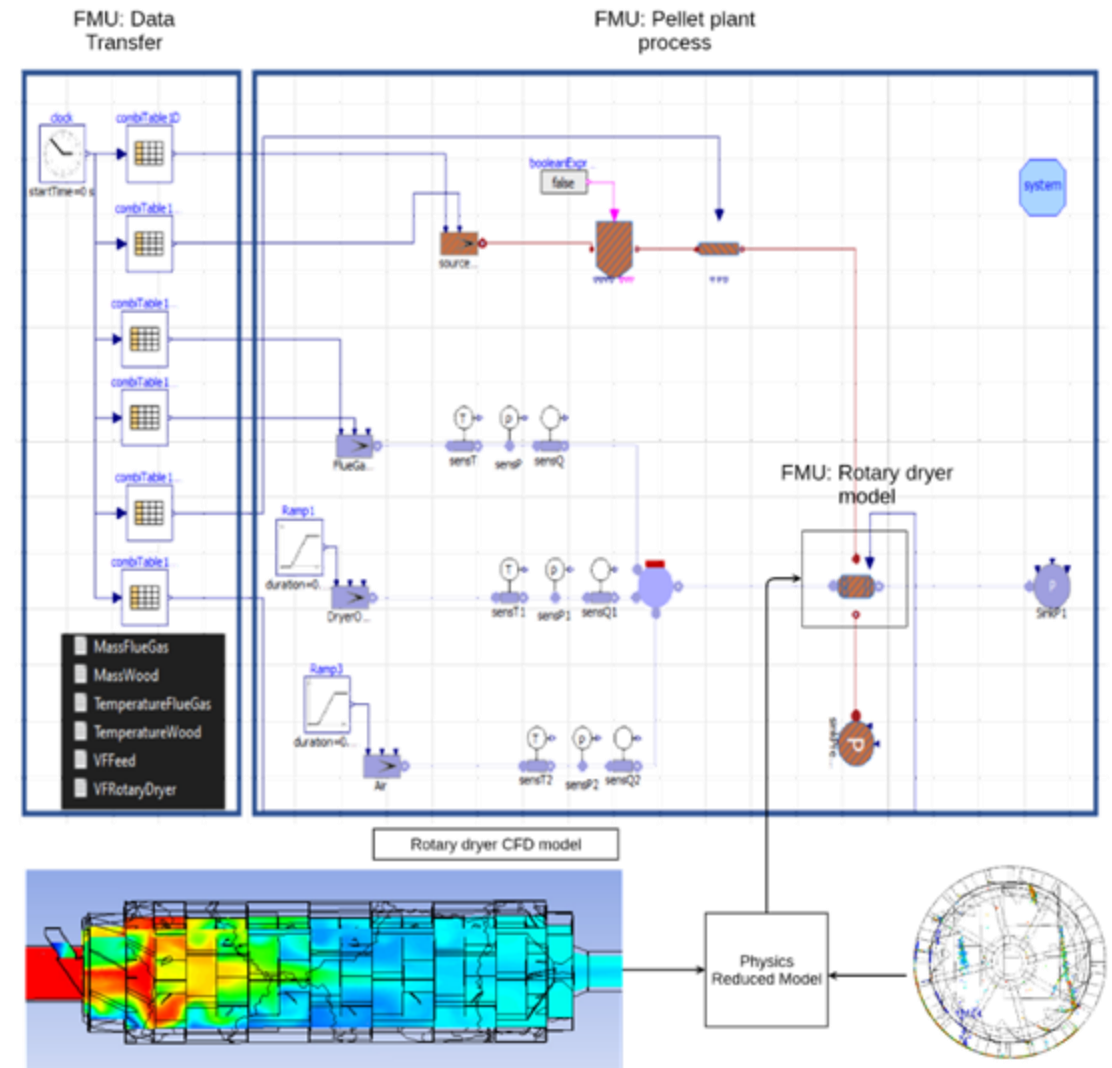 FMU: Data
Transfer
FMU: Pellet plant
process
clock
startTime=0 s
combiTable1D
combiTable1...
combiTable1...
combiTable1...
combiTable1...
combiTable1...
MassFlueGas
MassWood
TemperatureFlueGas
TemperatureWood
VFFeed
VFRotaryDryer
booleanExpr...
false
system
source...
FlueGa...
T
p
sensT
sensP
sensQ
Ramp1
duration=0...
DryerO...
T
p
sensT1
sensP1
sensQ1
Ramp3
duration=0...
Air
T
p
sensT2
sensP2
sensQ2
FMU: Rotary dryer
model
P
SinkP1
P
Rotary dryer CFD model
Physics
Reduced Model